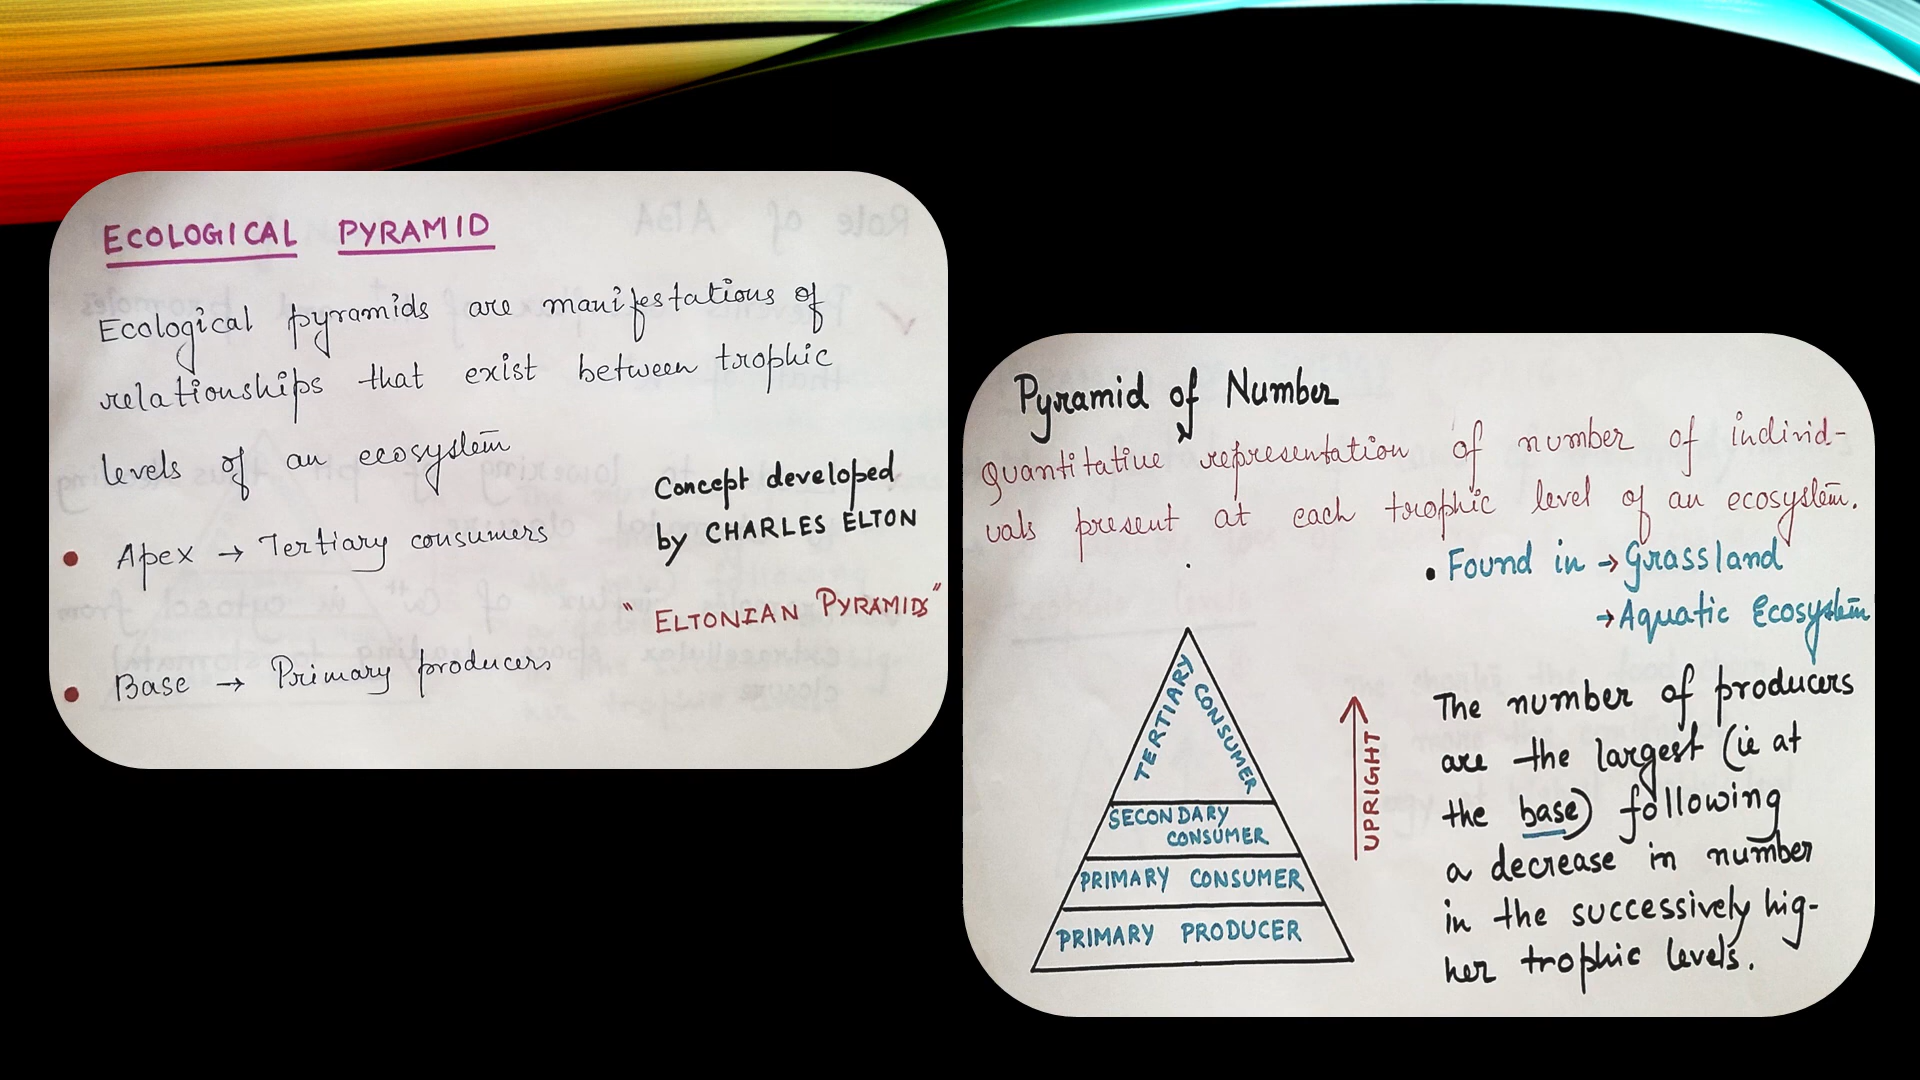 ECOLOGICAL PYRAMID
Ecological pyramids are manifestations of
relationships that exist between trophic
levels of an ecosystem
Concept developed
by CHARLES ELTON
• Apex → Tertiary consumers
"ELTONIAN PYRAMIDS"
• Base → Primary producers
Pyramid of Number
Quantitative representation of number of individ-
uals present at each trophic level of an ecosystem.
• Found in → Grassland
→ Aquatic Ecosystem
TERTIARY CONSUMER
SECONDARY
CONSUMER
PRIMARY CONSUMER
PRIMARY PRODUCER
UPRIGHT
The number of producers
are the largest (ie at
the base) following
a decrease in number
in the successively hig-
her trophic levels.